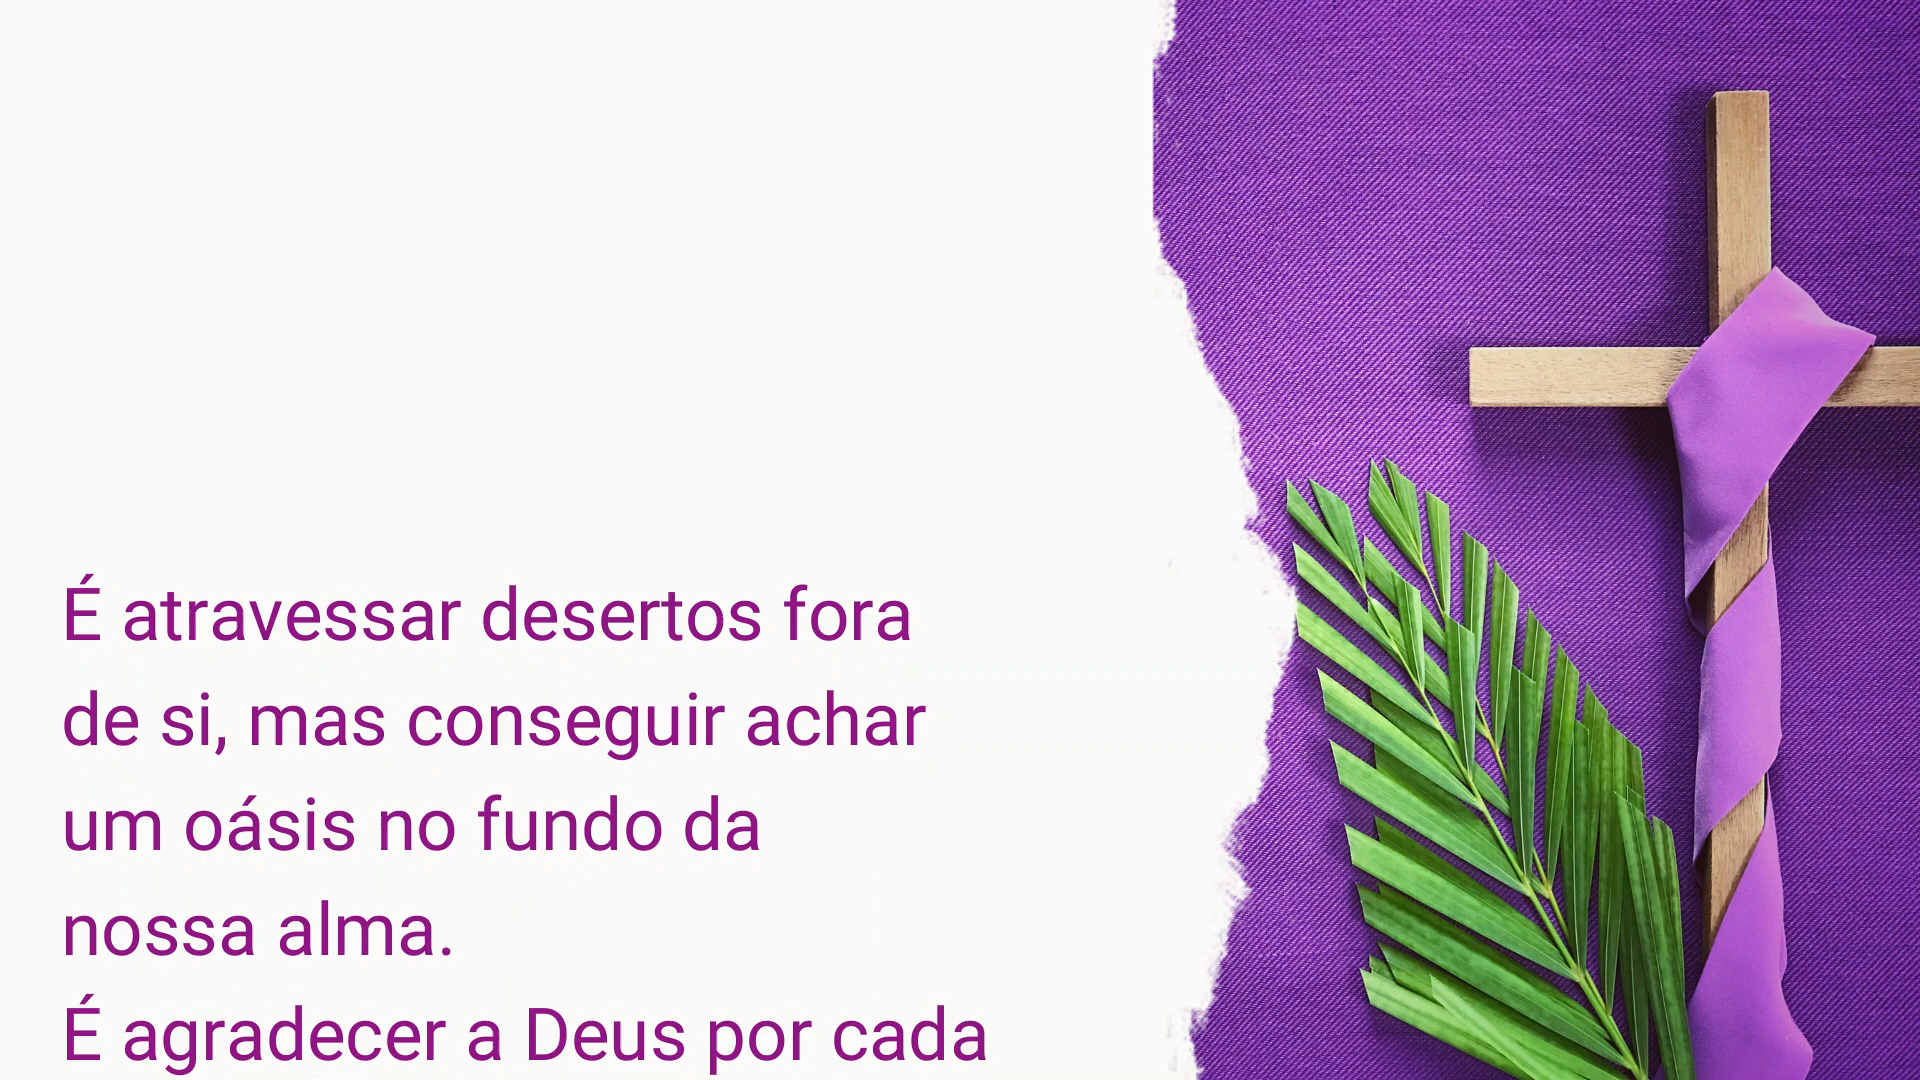 É atravessar desertos fora
de si, mas conseguir achar
um oásis no fundo da
nossa alma.
É agradecer a Deus por cada